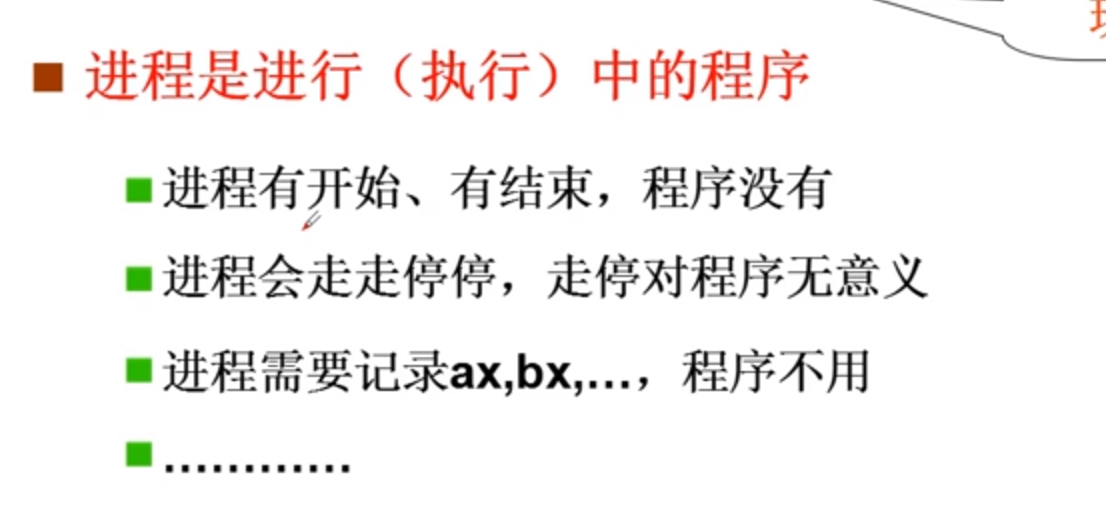 进程是进行（执行）中的程序
进程有开始、有结束，程序没有
进程会走走停停，走停对程序无意义
进程需要记录ax,bx,…，程序不用
…………